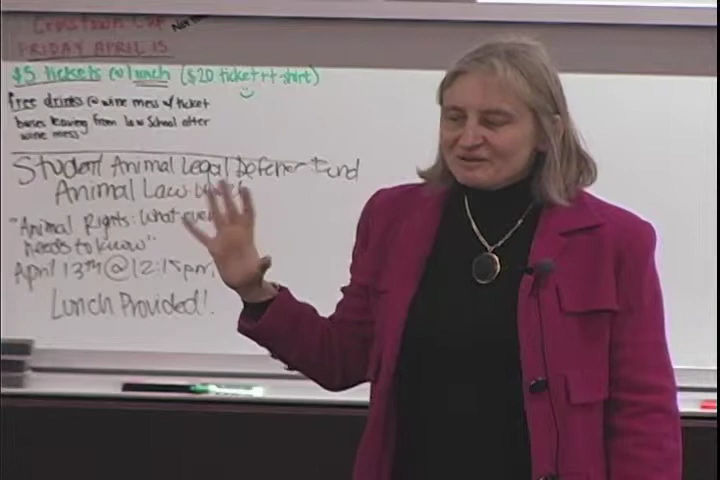 Crosstown Cup
FRIDAY APRIL 15
$5 tickets @ lunch ($20 ticket + t-shirt)
free drinks @ wine mess w/ ticket
buses leaving from law school after
wine mess
Student Animal Legal Defense Fund
Animal Law
"Animal Rights: What
needs to know"
April 13th @ 12:15pm
Lunch Provided!